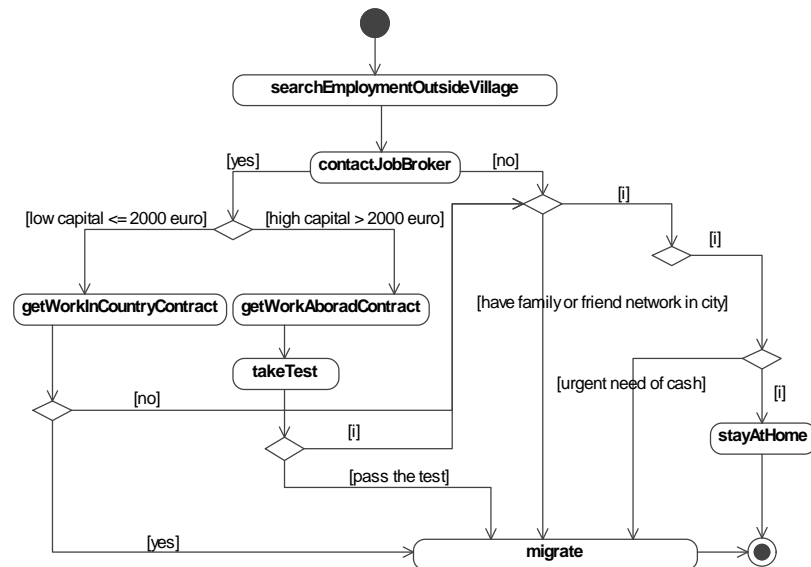 searchEmploymentOutsideVillage
[yes]
contactJobBroker
[no]
[i]
[low capital <= 2000 euro]
[high capital > 2000 euro]
[i]
getWorkInCountryContract
getWorkAboradContract
[have family or friend network in city]
takeTest
[urgent need of cash]
[i]
[no]
[i]
stayAtHome
[pass the test]
[yes]
migrate